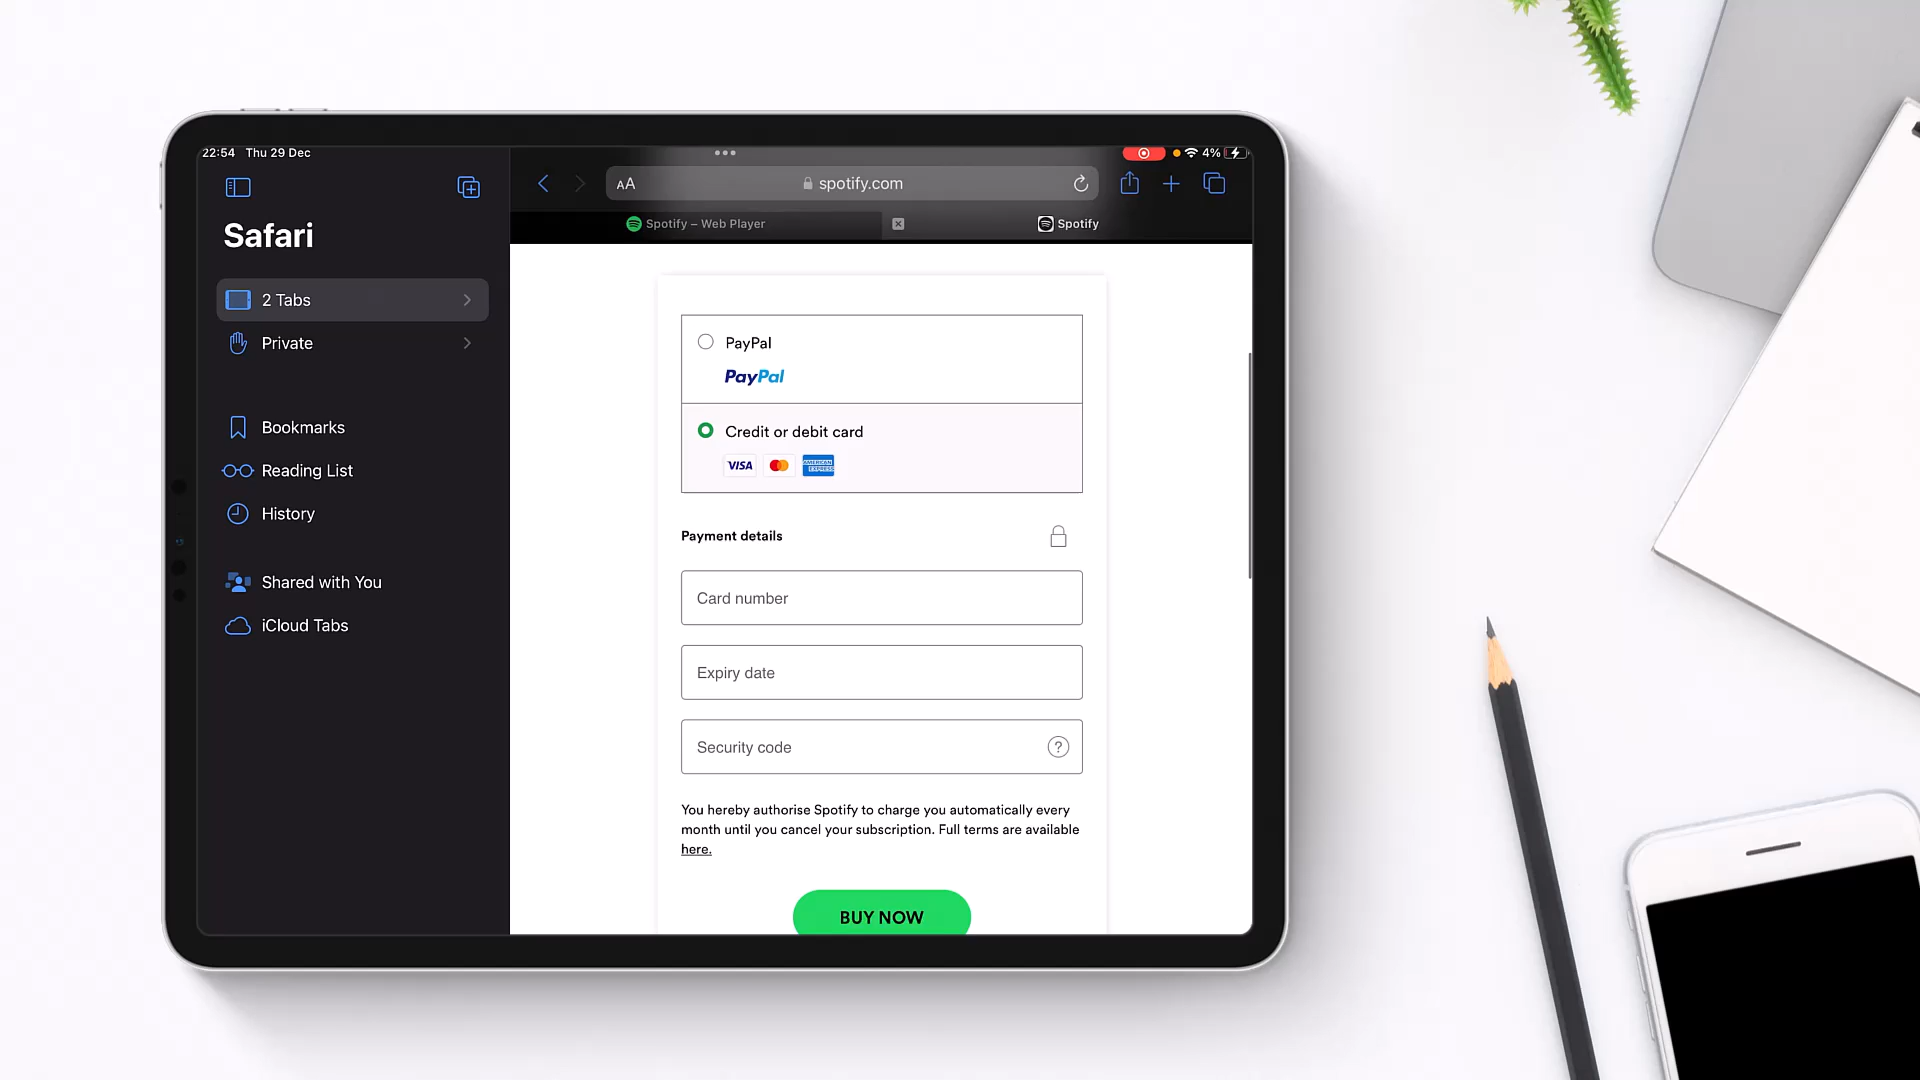 22:54 Thu 29 Dec
4%
Safari
2 Tabs
Private
Bookmarks
Reading List
History
Shared with You
iCloud Tabs
AA
spotify.com
Spotify – Web Player
Spotify
PayPal
PayPal
Credit or debit card
VISA
AMERICAN EXPRESS
Payment details
Card number
Expiry date
Security code
?
You hereby authorise Spotify to charge you automatically every
month until you cancel your subscription. Full terms are available
here.
BUY NOW